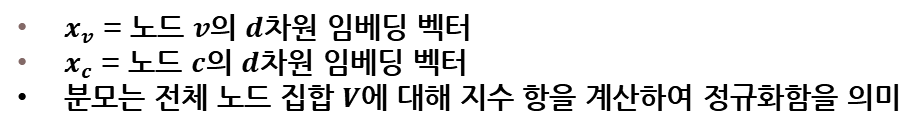 • x_v = 노드 v의 d차원 임베딩 벡터
• x_c = 노드 c의 d차원 임베딩 벡터
• 분모는 전체 노드 집합 V에 대해 지수 항을 계산하여 정규화함을 의미